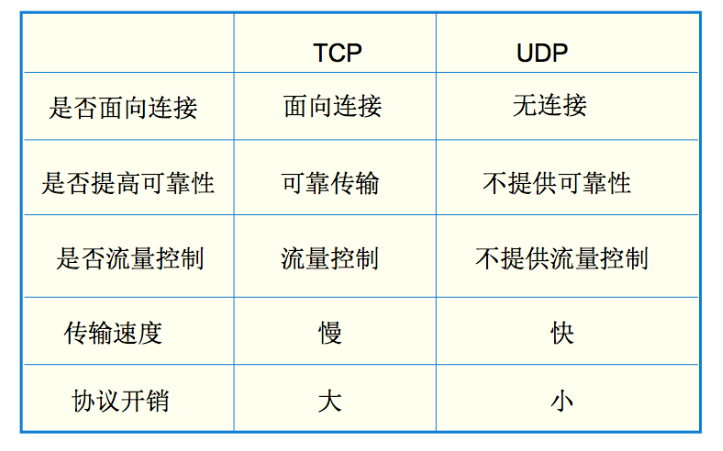 TCP UDP
是否面向连接 面向连接 无连接
是否提高可靠性 可靠传输 不提供可靠性
是否流量控制 流量控制 不提供流量控制
传输速度 慢 快
协议开销 大 小